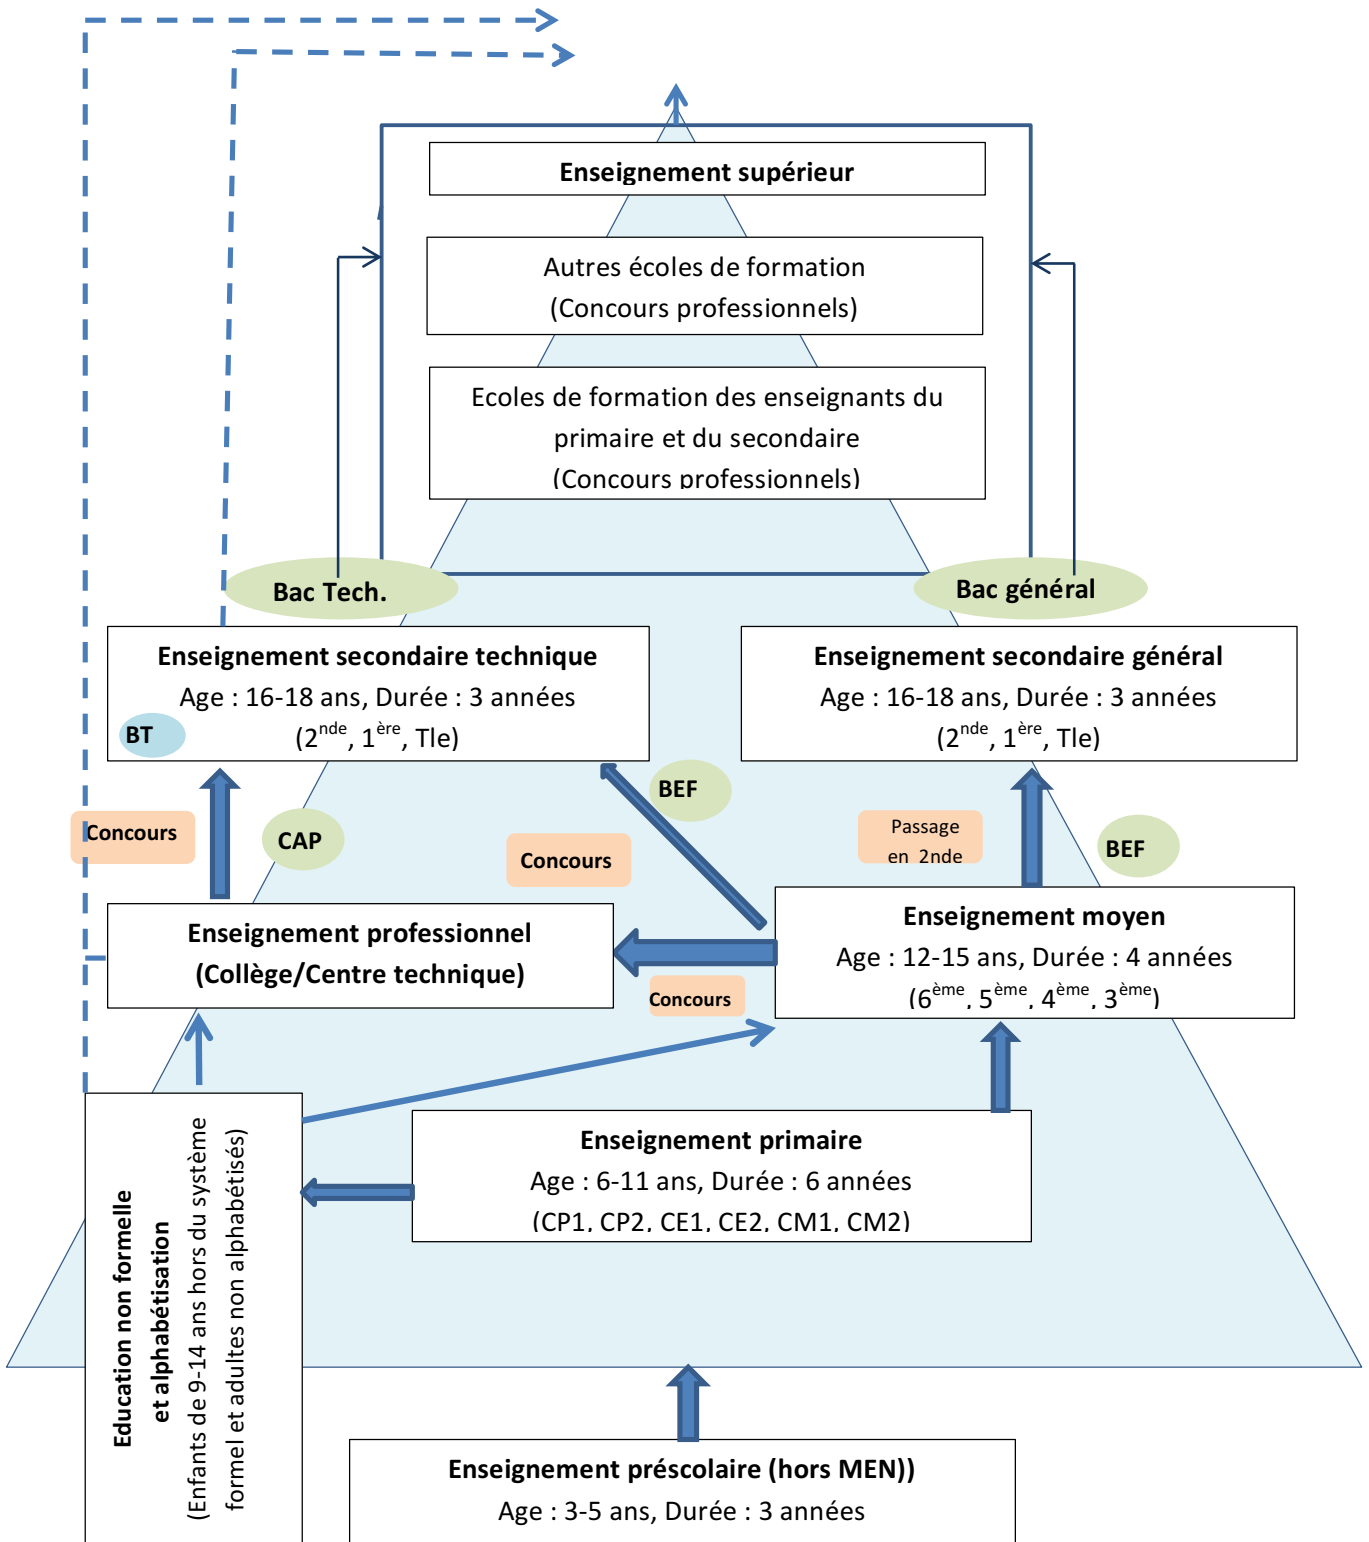 Enseignement supérieur
Autres écoles de formation
(Concours professionnels)
Ecoles de formation des enseignants du
primaire et du secondaire
(Concours professionnels)
Bac Tech.
Bac général
Enseignement secondaire technique
Age : 16-18 ans, Durée : 3 années
(2nde, 1ère, Tle)
BT
Enseignement secondaire général
Age : 16-18 ans, Durée : 3 années
(2nde, 1ère, Tle)
Concours
CAP
BEF
Concours
Passage
en 2nde
BEF
Enseignement professionnel
(Collège/Centre technique)
Concours
Enseignement moyen
Age : 12-15 ans, Durée : 4 années
(6ème, 5ème, 4ème, 3ème)
Enseignement primaire
Age : 6-11 ans, Durée : 6 années
(CP1, CP2, CE1, CE2, CM1, CM2)
Education non formelle
et alphabétisation
(Enfants de 9-14 ans hors du système
formel et adultes non alphabétisés)
Enseignement préscolaire (hors MEN))
Age : 3-5 ans, Durée : 3 années